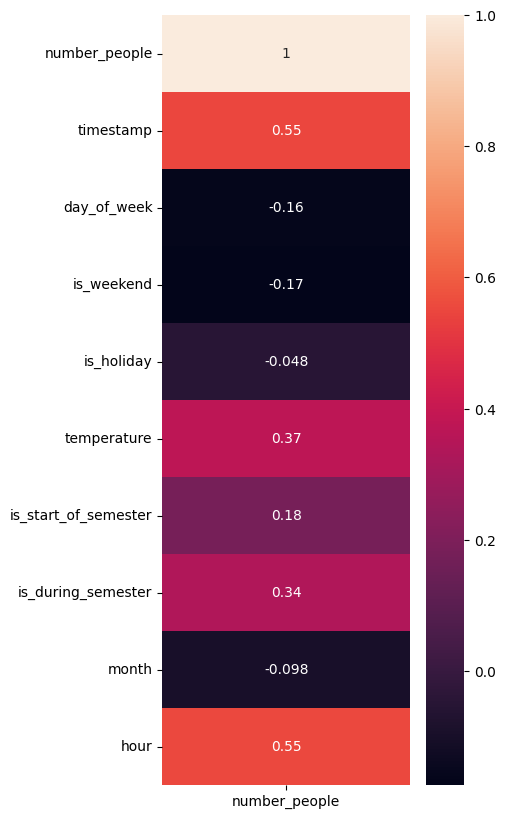 number_people
1
timestamp
0.55
day_of_week
-0.16
is_weekend
-0.17
is_holiday
-0.048
temperature
0.37
is_start_of_semester
0.18
is_during_semester
0.34
month
-0.098
hour
0.55
number_people
1.0
0.8
0.6
0.4
0.2
0.0